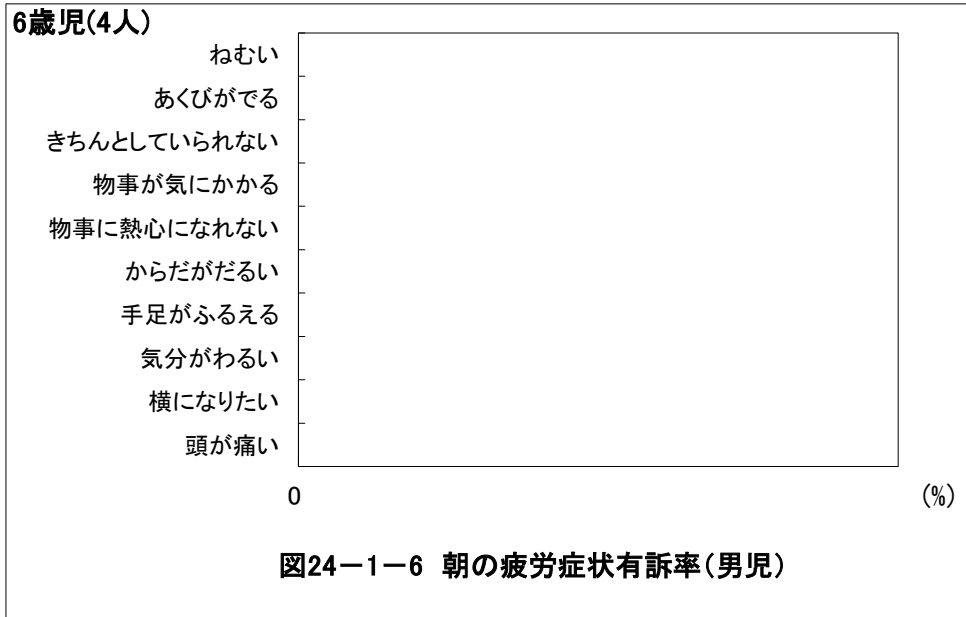 6歳児(4人)
ねむい
あくびがでる
きちんとしていられない
物事が気にかかる
物事に熱心になれない
からだがだるい
手足がふるえる
気分がわるい
横になりたい
頭が痛い
0
(%)
図24－1－6 朝の疲労症状有訴率(男児)